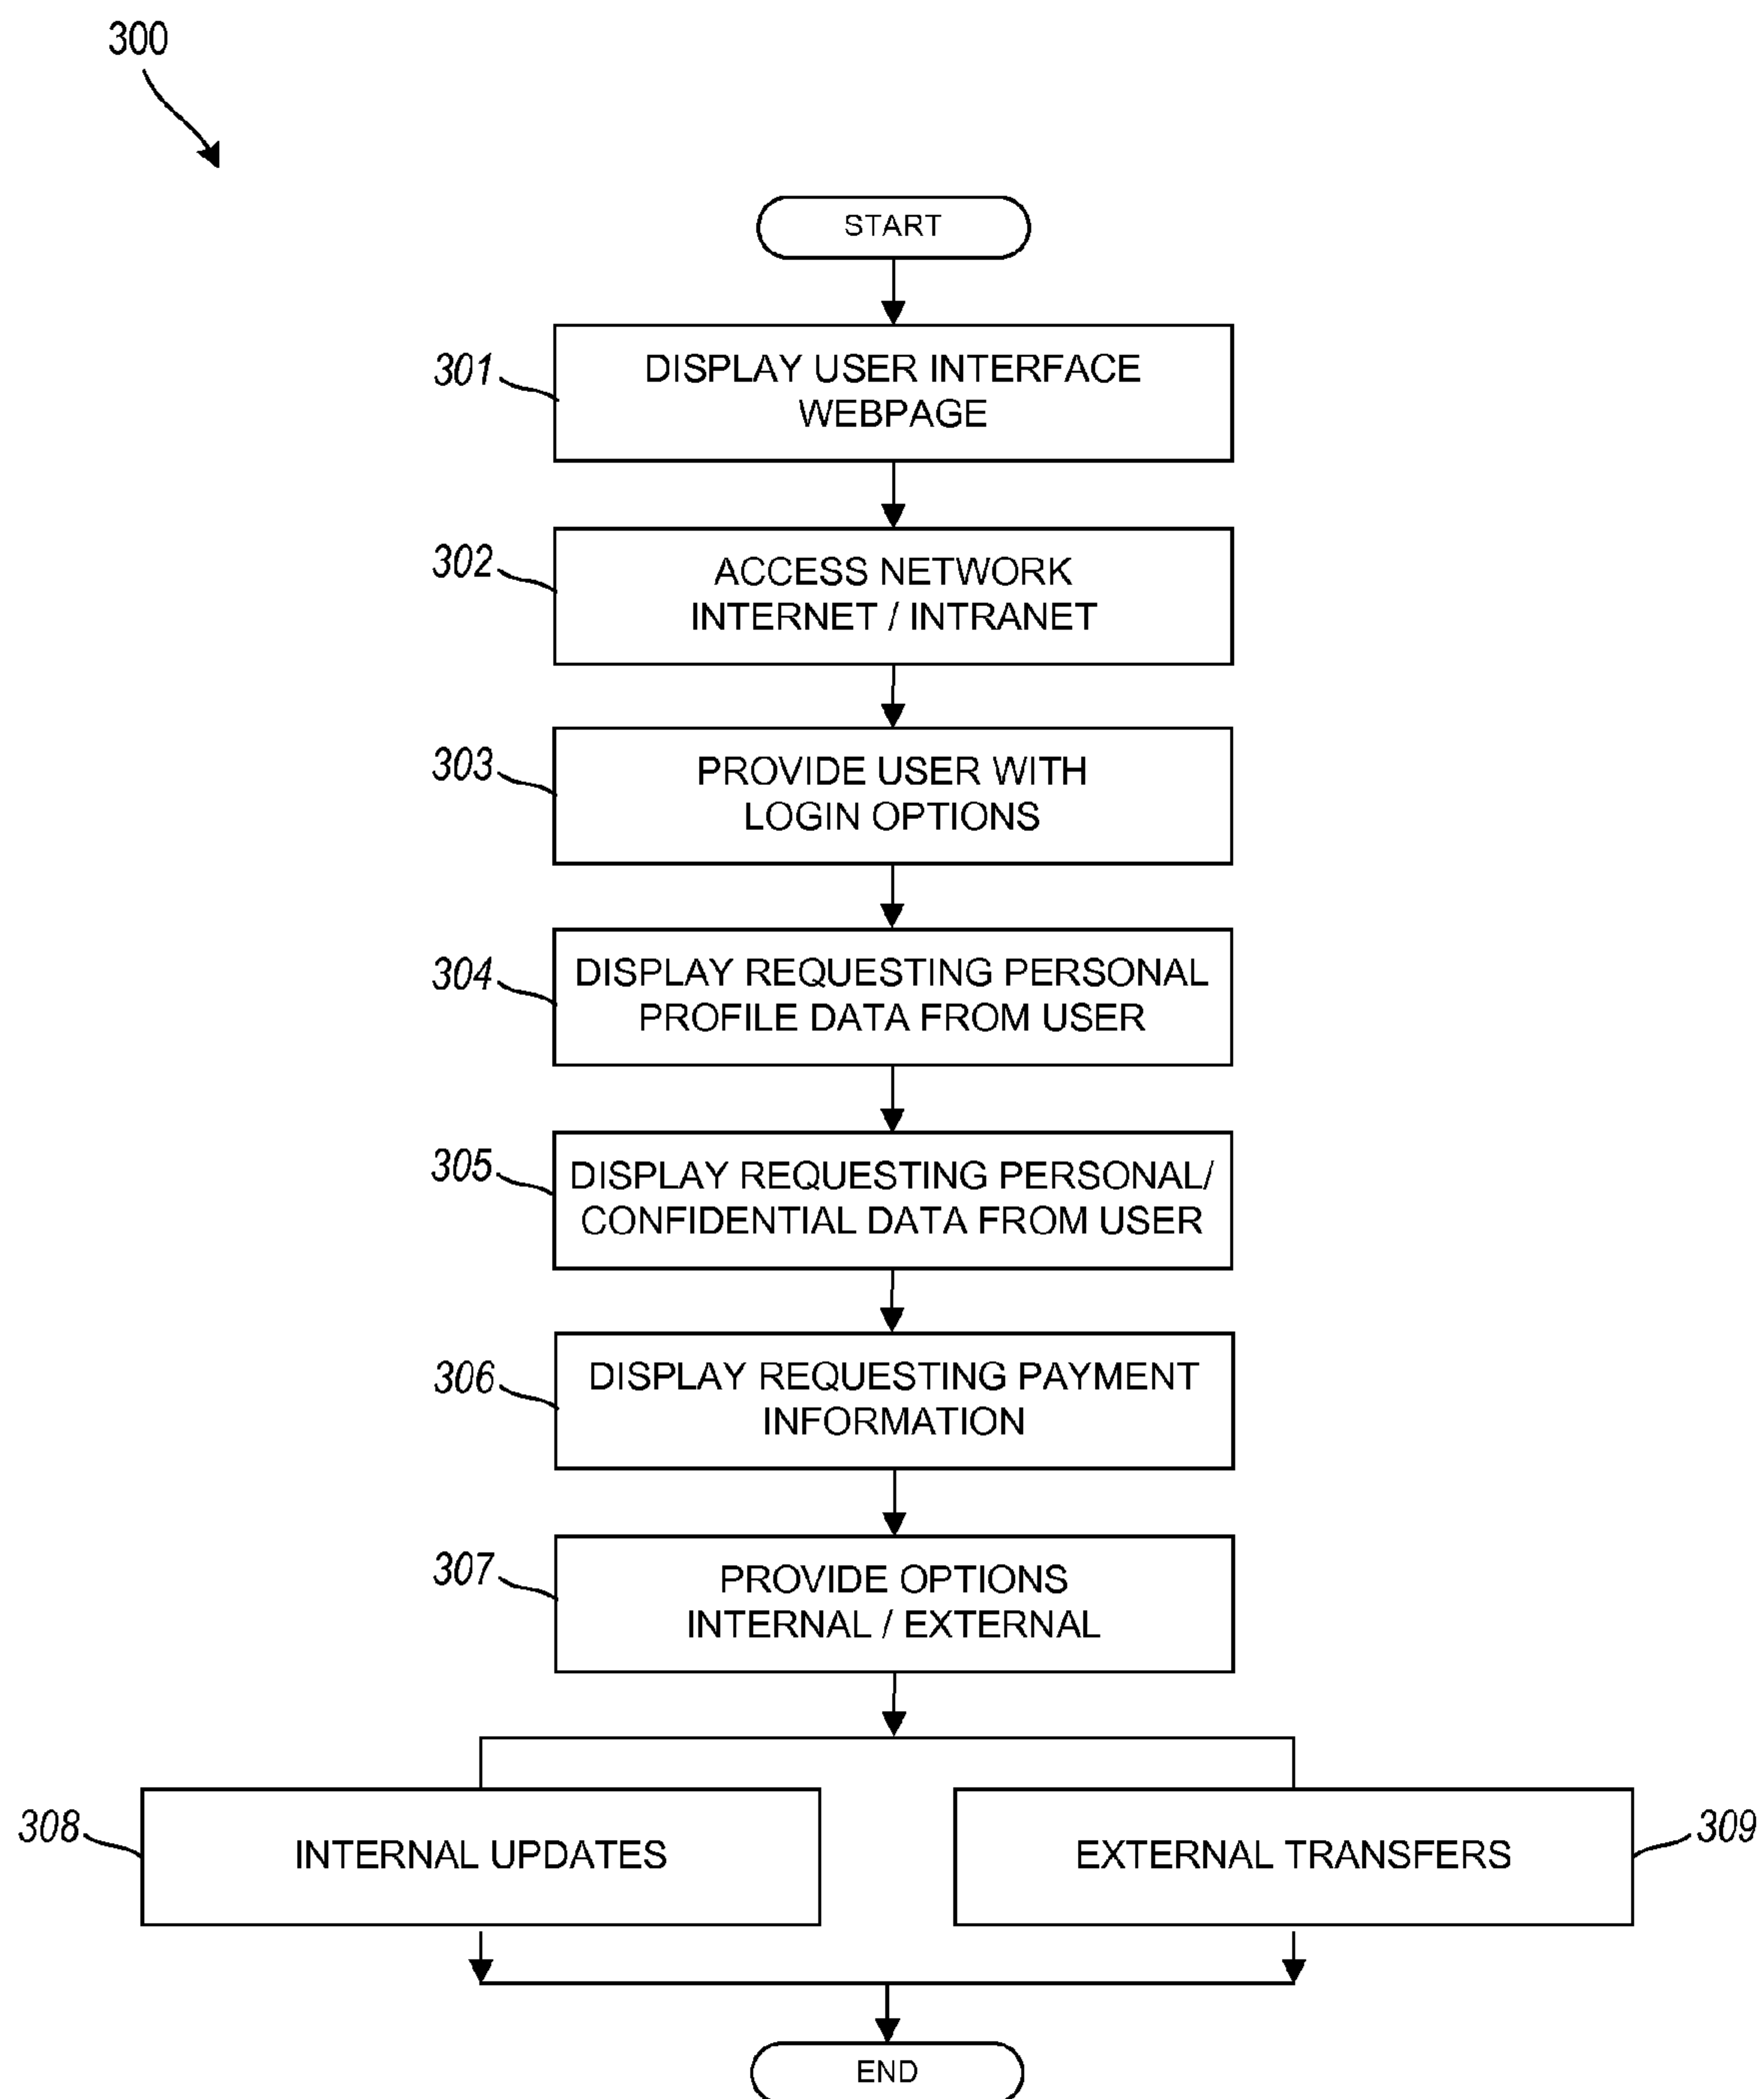 300
START
301
DISPLAY USER INTERFACE
WEBPAGE
302
ACCESS NETWORK
INTERNET / INTRANET
303
PROVIDE USER WITH
LOGIN OPTIONS
304
DISPLAY REQUESTING PERSONAL
PROFILE DATA FROM USER
305
DISPLAY REQUESTING PERSONAL/
CONFIDENTIAL DATA FROM USER
306
DISPLAY REQUESTING PAYMENT
INFORMATION
307
PROVIDE OPTIONS
INTERNAL / EXTERNAL
308
INTERNAL UPDATES
EXTERNAL TRANSFERS
309
END